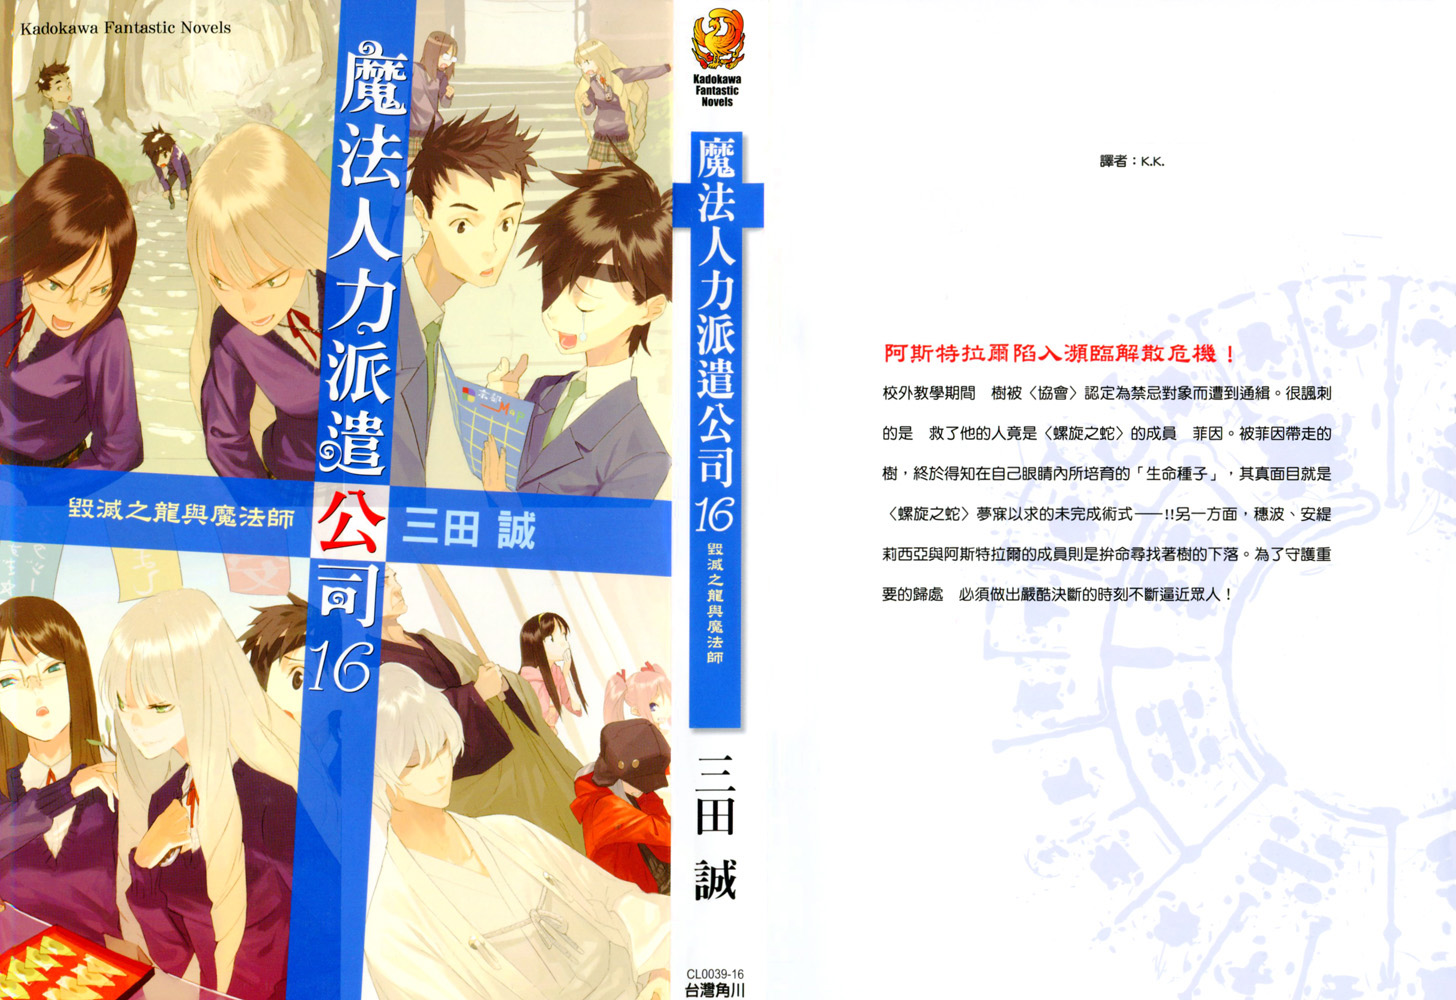 Kadokawa Fantastic Novels
魔法人力派遣公司16
毀滅之龍與魔法師
三田 誠
Kadokawa
Fantastic
Novels
魔法人力派遣公司16
毀滅之龍與魔法師
三田 誠
CL0039-16
台灣角川
譯者：K.K.
阿斯特拉爾陷入瀕臨解散危機！
校外教學期間　樹被〈協會〉認定為禁忌對象而遭到通緝。很諷刺
的是　救了他的人竟是〈螺旋之蛇〉的成員　菲因。被菲因帶走的
樹，終於得知在自己眼睛內所培育的「生命種子」，其真面目就是
〈螺旋之蛇〉夢寐以求的未完成術式——!!另一方面，穗波、安緹
莉西亞與阿斯特拉爾的成員則是拚命尋找著樹的下落。為了守護重
要的歸處　必須做出嚴酷決斷的時刻不斷逼近眾人！